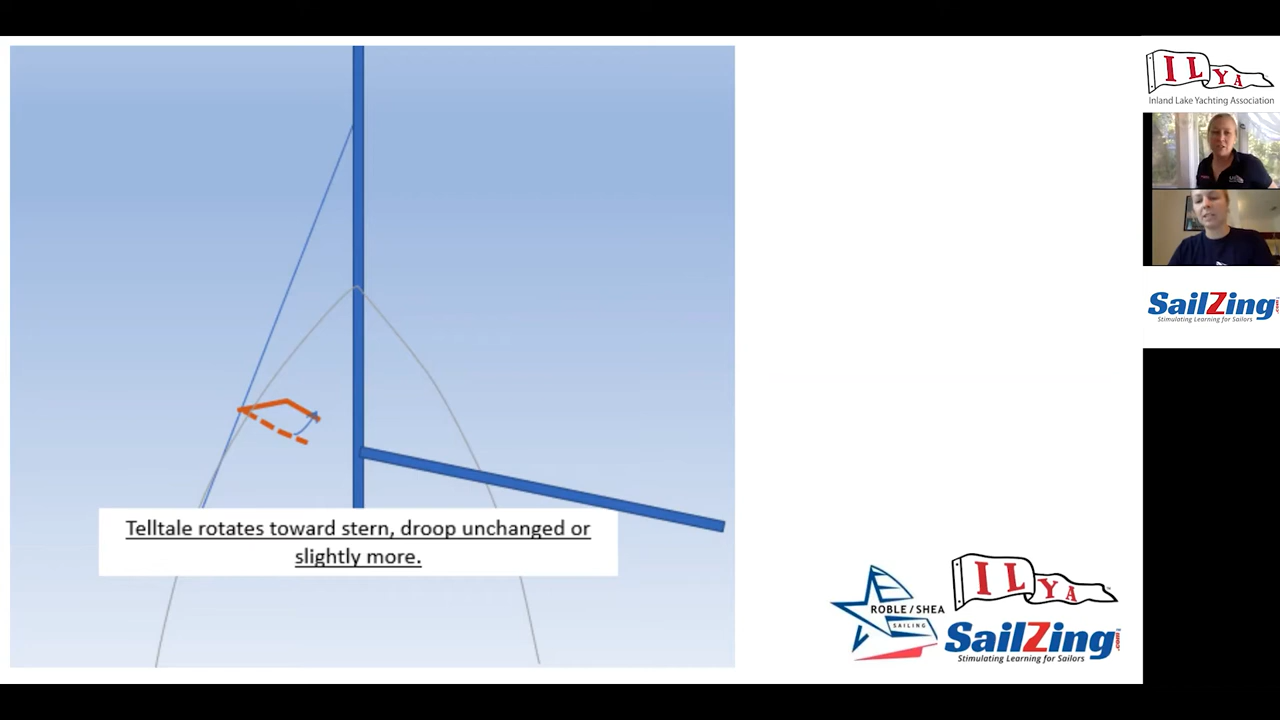 Telltale rotates toward stern, droop unchanged or
slightly more.
ILYA
Inland Lake Yachting Association
SailZing
Stimulating Learning for Sailors
ROBLE / SHEA
SAILING
ILYA
SailZing
Stimulating Learning for Sailors